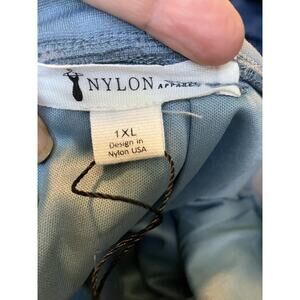 NYLON APPAREL
1XL
Design in
Nylon USA